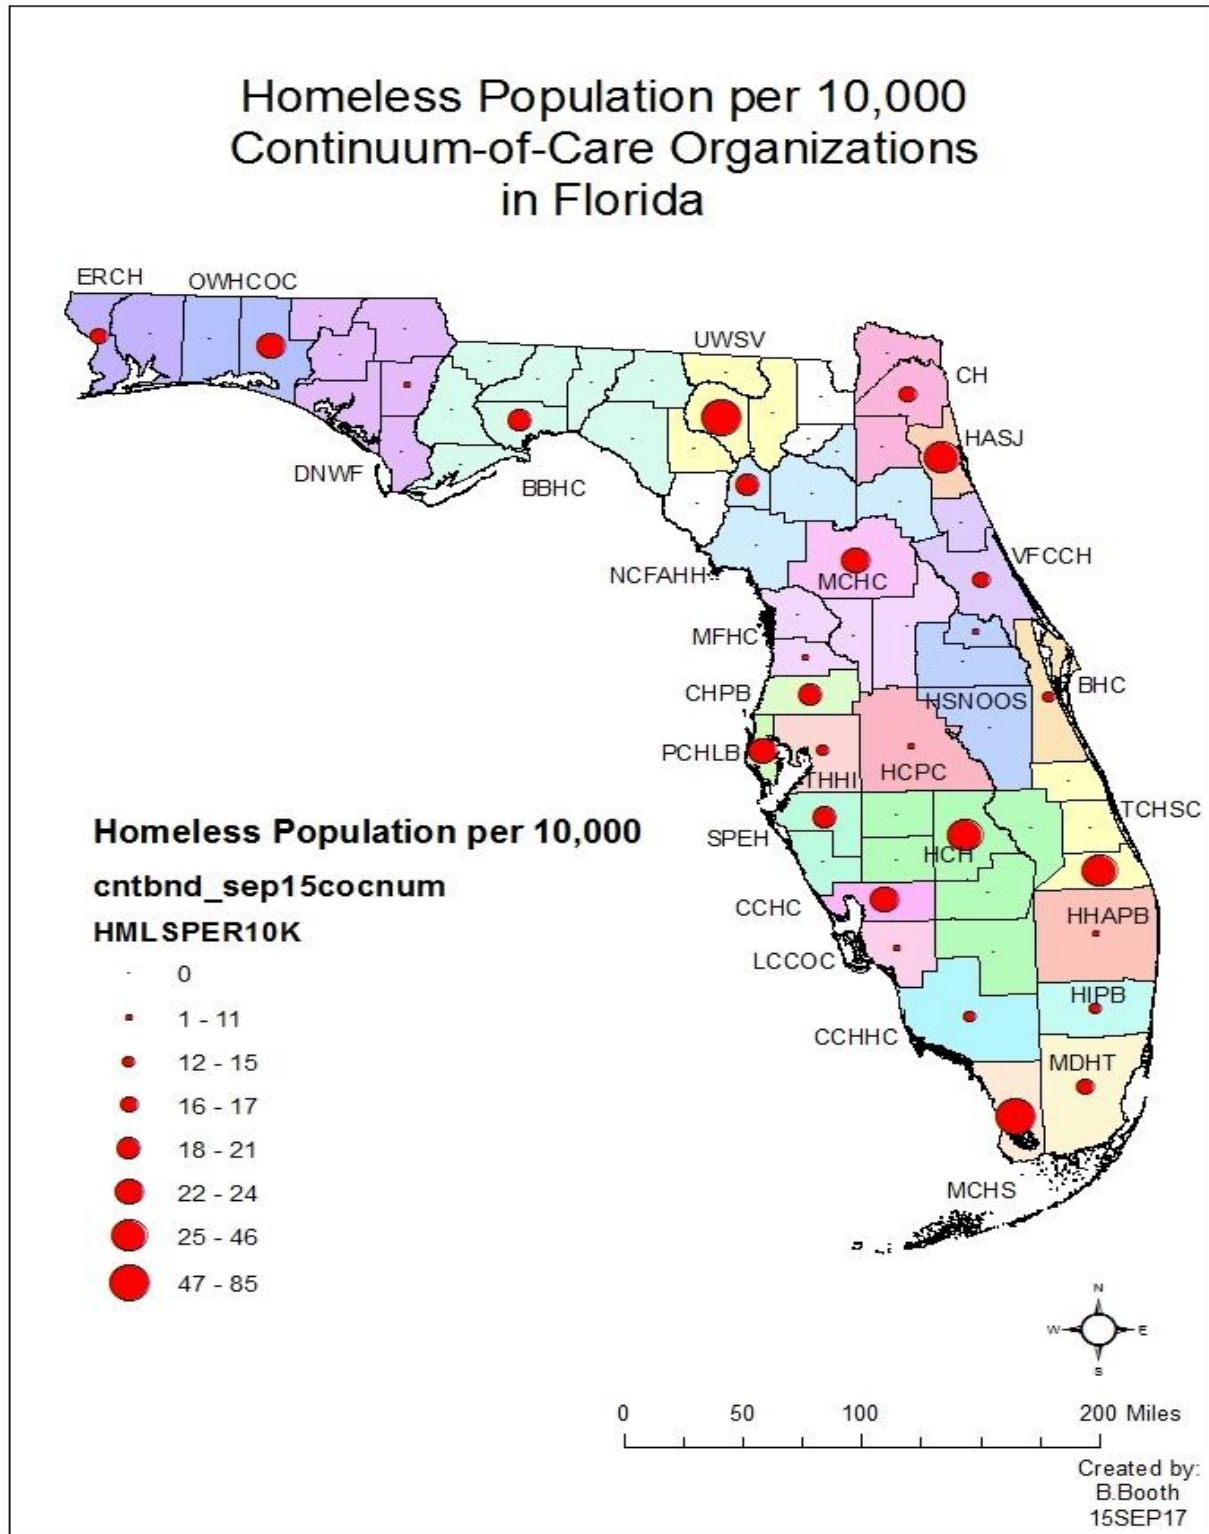 Homeless Population per 10,000
Continuum-of-Care Organizations
in Florida
ERCH
OWHCOC
UWSV
CH
HASJ
DNWF
BBHC
VFCCH
NCFAHH
MCHC
MFHC
CHPB
HSNOOS
BHC
PCHLB
THHI
HCPC
TCHSC
SPEH
HCH
CCHC
HHAPB
LCCOC
HIPB
CCHHC
MDHT
MCHS
Homeless Population per 10,000
cntbnd_sep15cocnum
HMLSPER10K
0
1 - 11
12 - 15
16 - 17
18 - 21
22 - 24
25 - 46
47 - 85
N
W E
S
0 50 100 200 Miles
Created by:
B.Booth
15SEP17